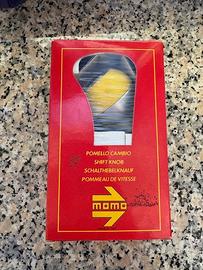 POMELLO CAMBIO
SHIFT KNOB
SCHALTHEBELKNAUF
POMMEAU DE VITESSE
momo